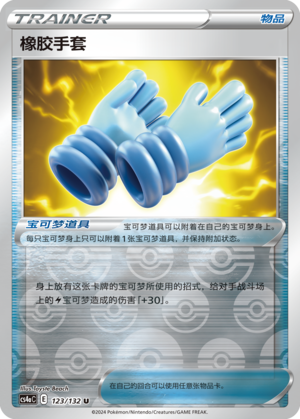 TRAINER
物品
橡胶手套
宝可梦道具
宝可梦道具可以附着在自己的宝可梦身上。
每只宝可梦身上只可以附着1张宝可梦道具，并保持附加状态。
身上放有这张卡牌的宝可梦所使用的招式，给对手战斗场
上的宝可梦造成的伤害「+30」。
Illus. Toyste Beach
CS4aC E 123/132 U
在自己的回合可以使用任意张物品卡。
©2024 Pokémon/Nintendo/Creatures/GAME FREAK.